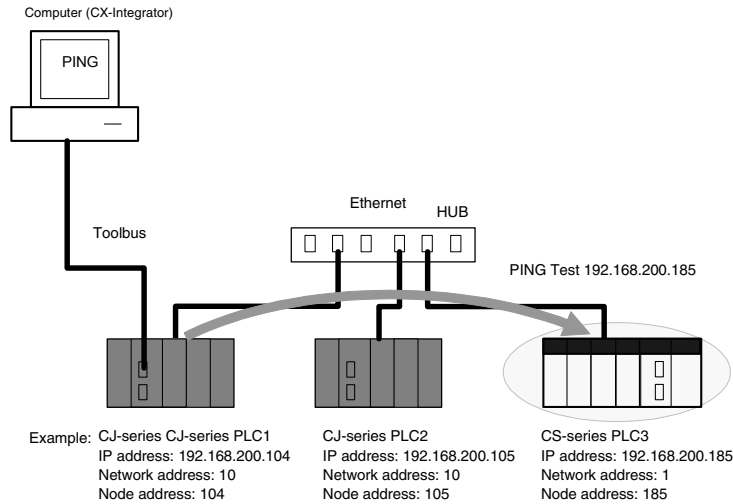 Computer (CX-Integrator)
PING
Ethernet
HUB
Toolbus
PING Test 192.168.200.185
Example: CJ-series CJ-series PLC1
IP address: 192.168.200.104
Network address: 10
Node address: 104
CJ-series PLC2
IP address: 192.168.200.105
Network address: 10
Node address: 105
CS-series PLC3
IP address: 192.168.200.185
Network address: 1
Node address: 185